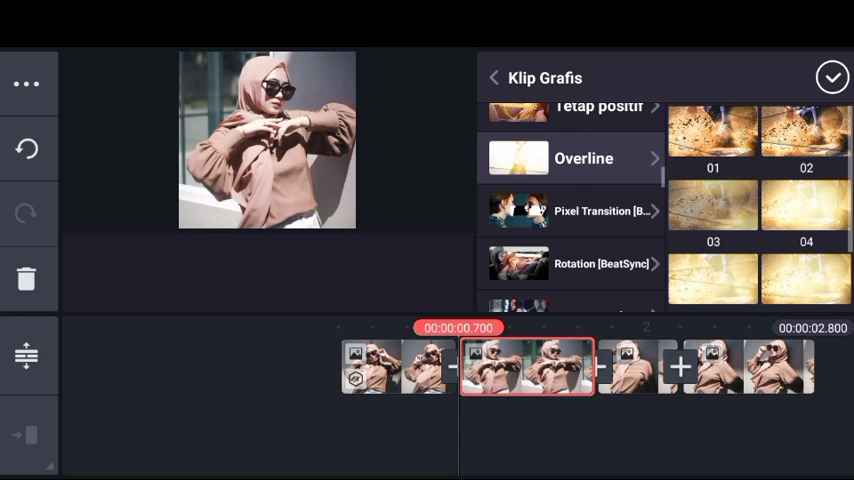 Klip Grafis
Tetap positif
Overline
Pixel Transition [B...
Rotation [BeatSync]
01
02
03
04
00:00:00.700
2
00:00:02.800